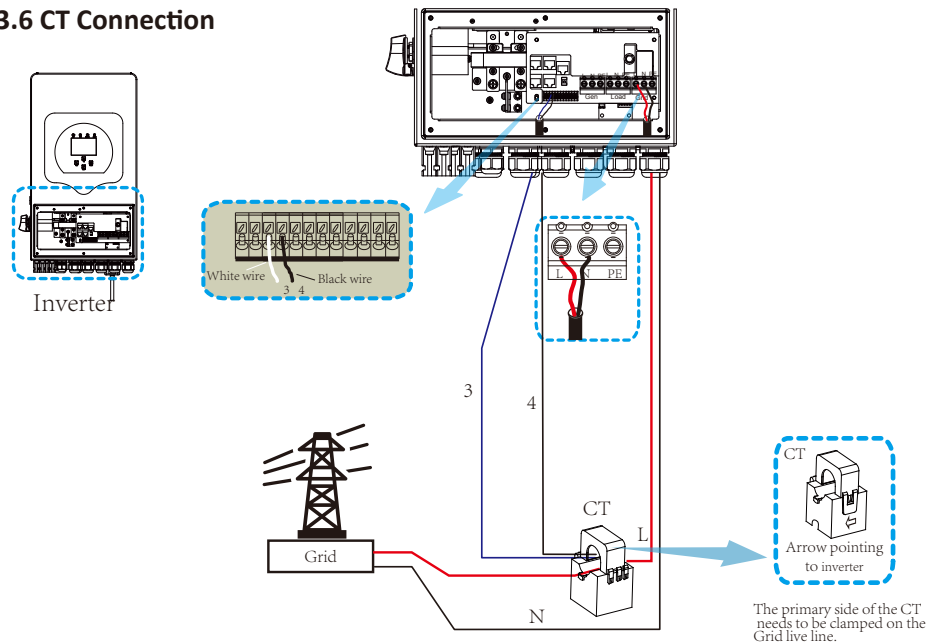 3.6 CT Connection
L N PE
Gen Load Grid
White wire
Black wire
3 4
L N PE
Inverter
3
4
CT
Grid
CT
L
Arrow pointing
to inverter
N
The primary side of the CT
needs to be clamped on the
Grid live line.